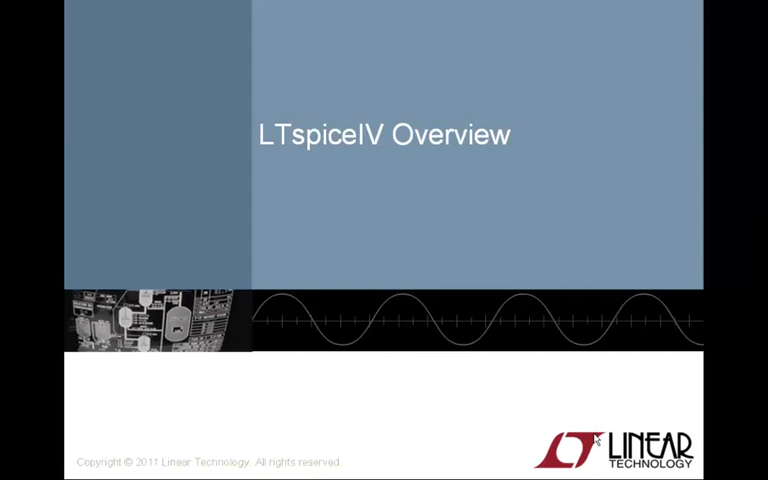 LTspiceIV Overview
LINEAR
TECHNOLOGY
Copyright © 2011 Linear Technology. All rights reserved.